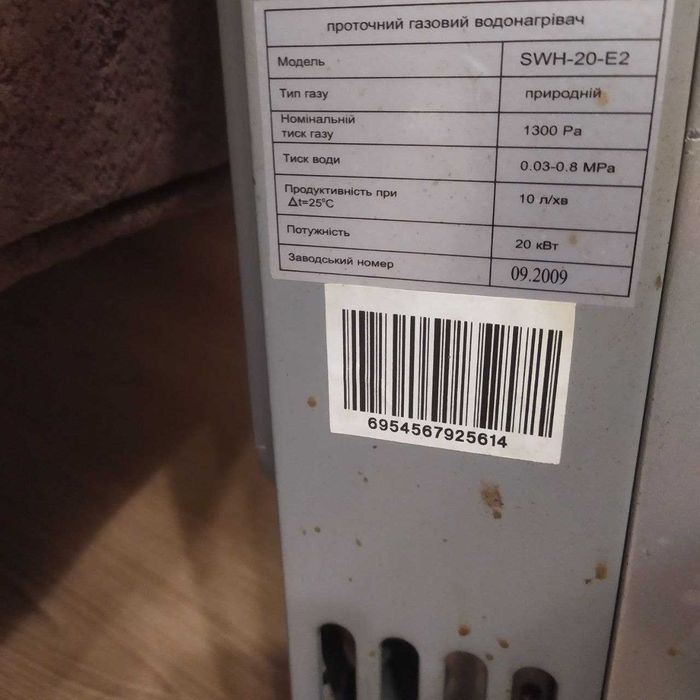 проточний газовий водонагрівач
Модель SWH-20-E2
Тип газу природній
Номінальній
тиск газу 1300 Pa
Тиск води 0.03-0.8 MPa
Продуктивність при
Δt=25°C 10 л/хв
Потужність 20 кВт
Заводський номер 09.2009
6954567925614